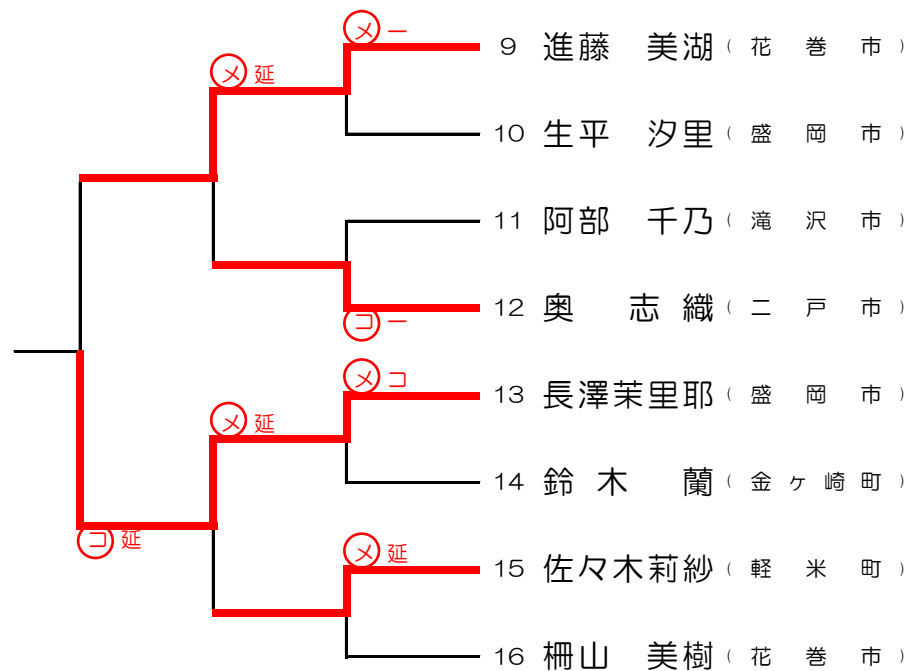 メ 一
9 進藤 美湖 ( 花巻市 )
メ 延
10 生平 汐里 ( 盛岡市 )
11 阿部 千乃 ( 滝沢市 )
12 奥 志織 ( 二戸市 )
コ 一
メ コ
13 長澤茉里耶 ( 盛岡市 )
メ 延
14 鈴木 蘭 ( 金ヶ崎町 )
コ 延
メ 延
15 佐々木莉紗 ( 軽米町 )
16 柵山 美樹 ( 花巻市 )